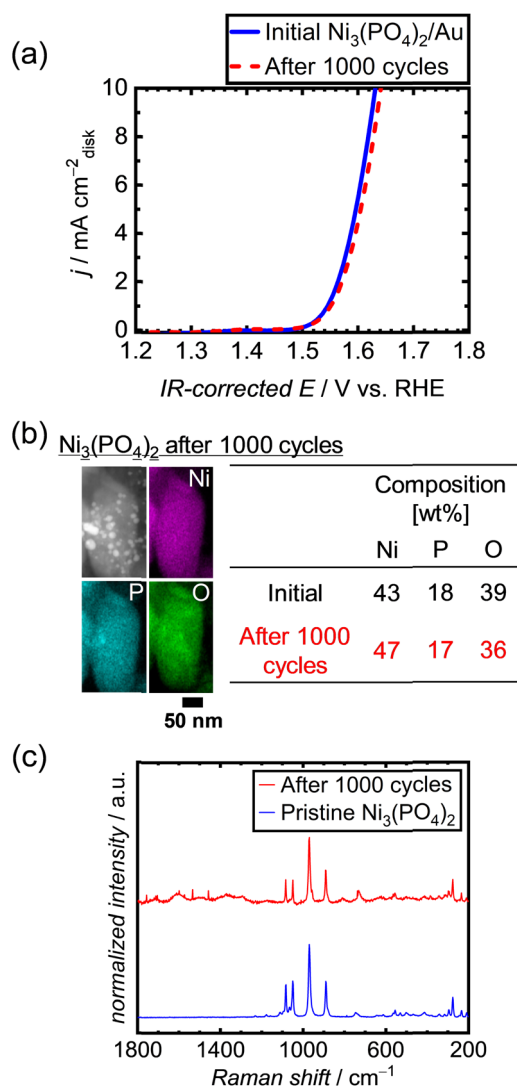 (a)
Initial Ni₃(PO₄)₂/Au
After 1000 cycles
j / mA cm⁻²disk
10
8
6
4
2
0
1.2 1.3 1.4 1.5 1.6 1.7 1.8
IR-corrected E / V vs. RHE
(b)
Ni₃(PO₄)₂ after 1000 cycles
Ni
P
O
50 nm
Composition
[wt%]
Ni P O
Initial 43 18 39
After 1000
cycles 47 17 36
(c)
After 1000 cycles
Pristine Ni₃(PO₄)₂
normalized intensity / a.u.
1800 1400 1000 600 200
Raman shift / cm⁻¹